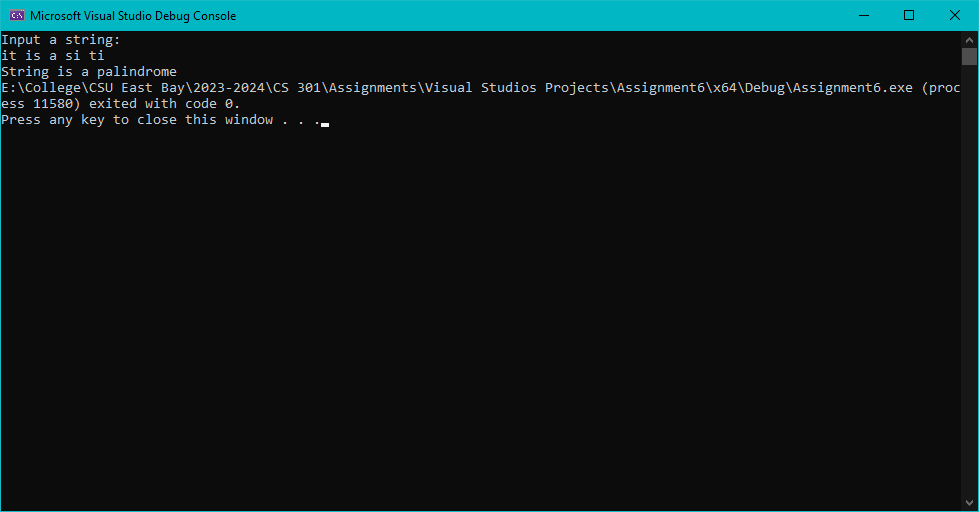 Microsoft Visual Studio Debug Console
Input a string:
it is a si ti
String is a palindrome
E:\College\CSU East Bay\2023-2024\CS 301\Assignments\Visual Studios Projects\Assignment6\x64\Debug\Assignment6.exe (proc
ess 11580) exited with code 0.
Press any key to close this window . . .